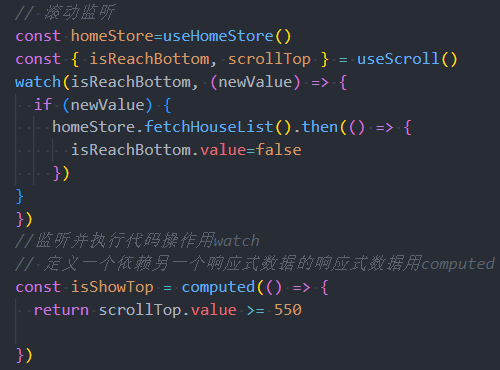 // 滚动监听
const homeStore=useHomeStore()
const { isReachBottom, scrollTop } = useScroll()
watch(isReachBottom, (newValue) => {
  if (newValue) {
    homeStore.fetchHouseList().then(() => {
      isReachBottom.value=false
    })
}
})
//监听并执行代码操作用watch
// 定义一个依赖另一个响应式数据的响应式数据用computed
const isShowTop = computed(() => {
  return scrollTop.value >= 550
})